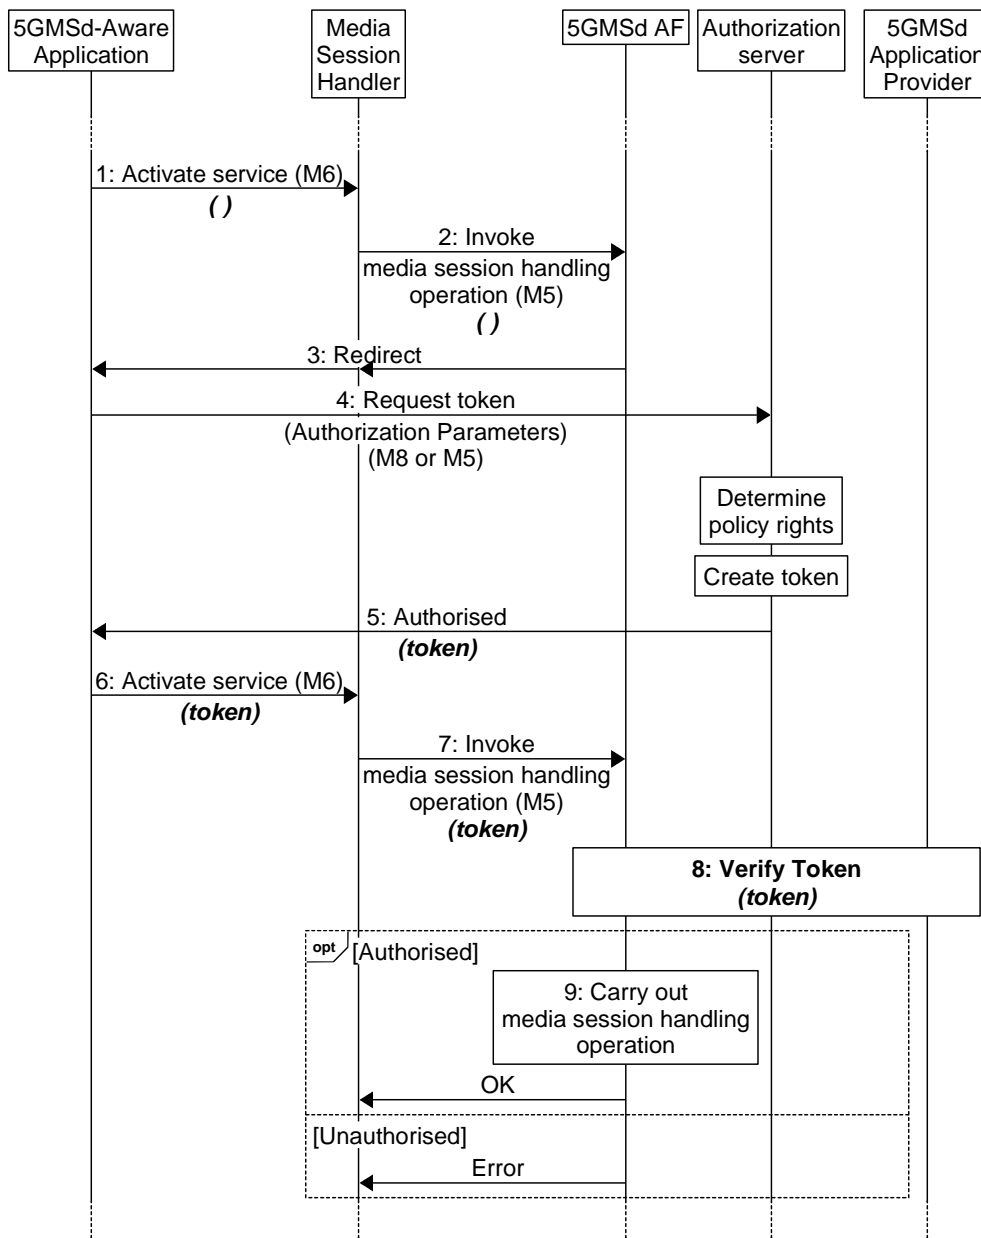 5GMSd-Aware
Application
Media
Session
Handler
5GMSd AF
Authorization
server
5GMSd
Application
Provider
1: Activate service (M6)
( )
2: Invoke
media session handling
operation (M5)
( )
3: Redirect
4: Request token
(Authorization Parameters)
(M8 or M5)
Determine
policy rights
Create token
5: Authorised
(token)
6: Activate service (M6)
(token)
7: Invoke
media session handling
operation (M5)
(token)
8: Verify Token
(token)
opt
[Authorised]
9: Carry out
media session handling
operation
OK
[Unauthorised]
Error